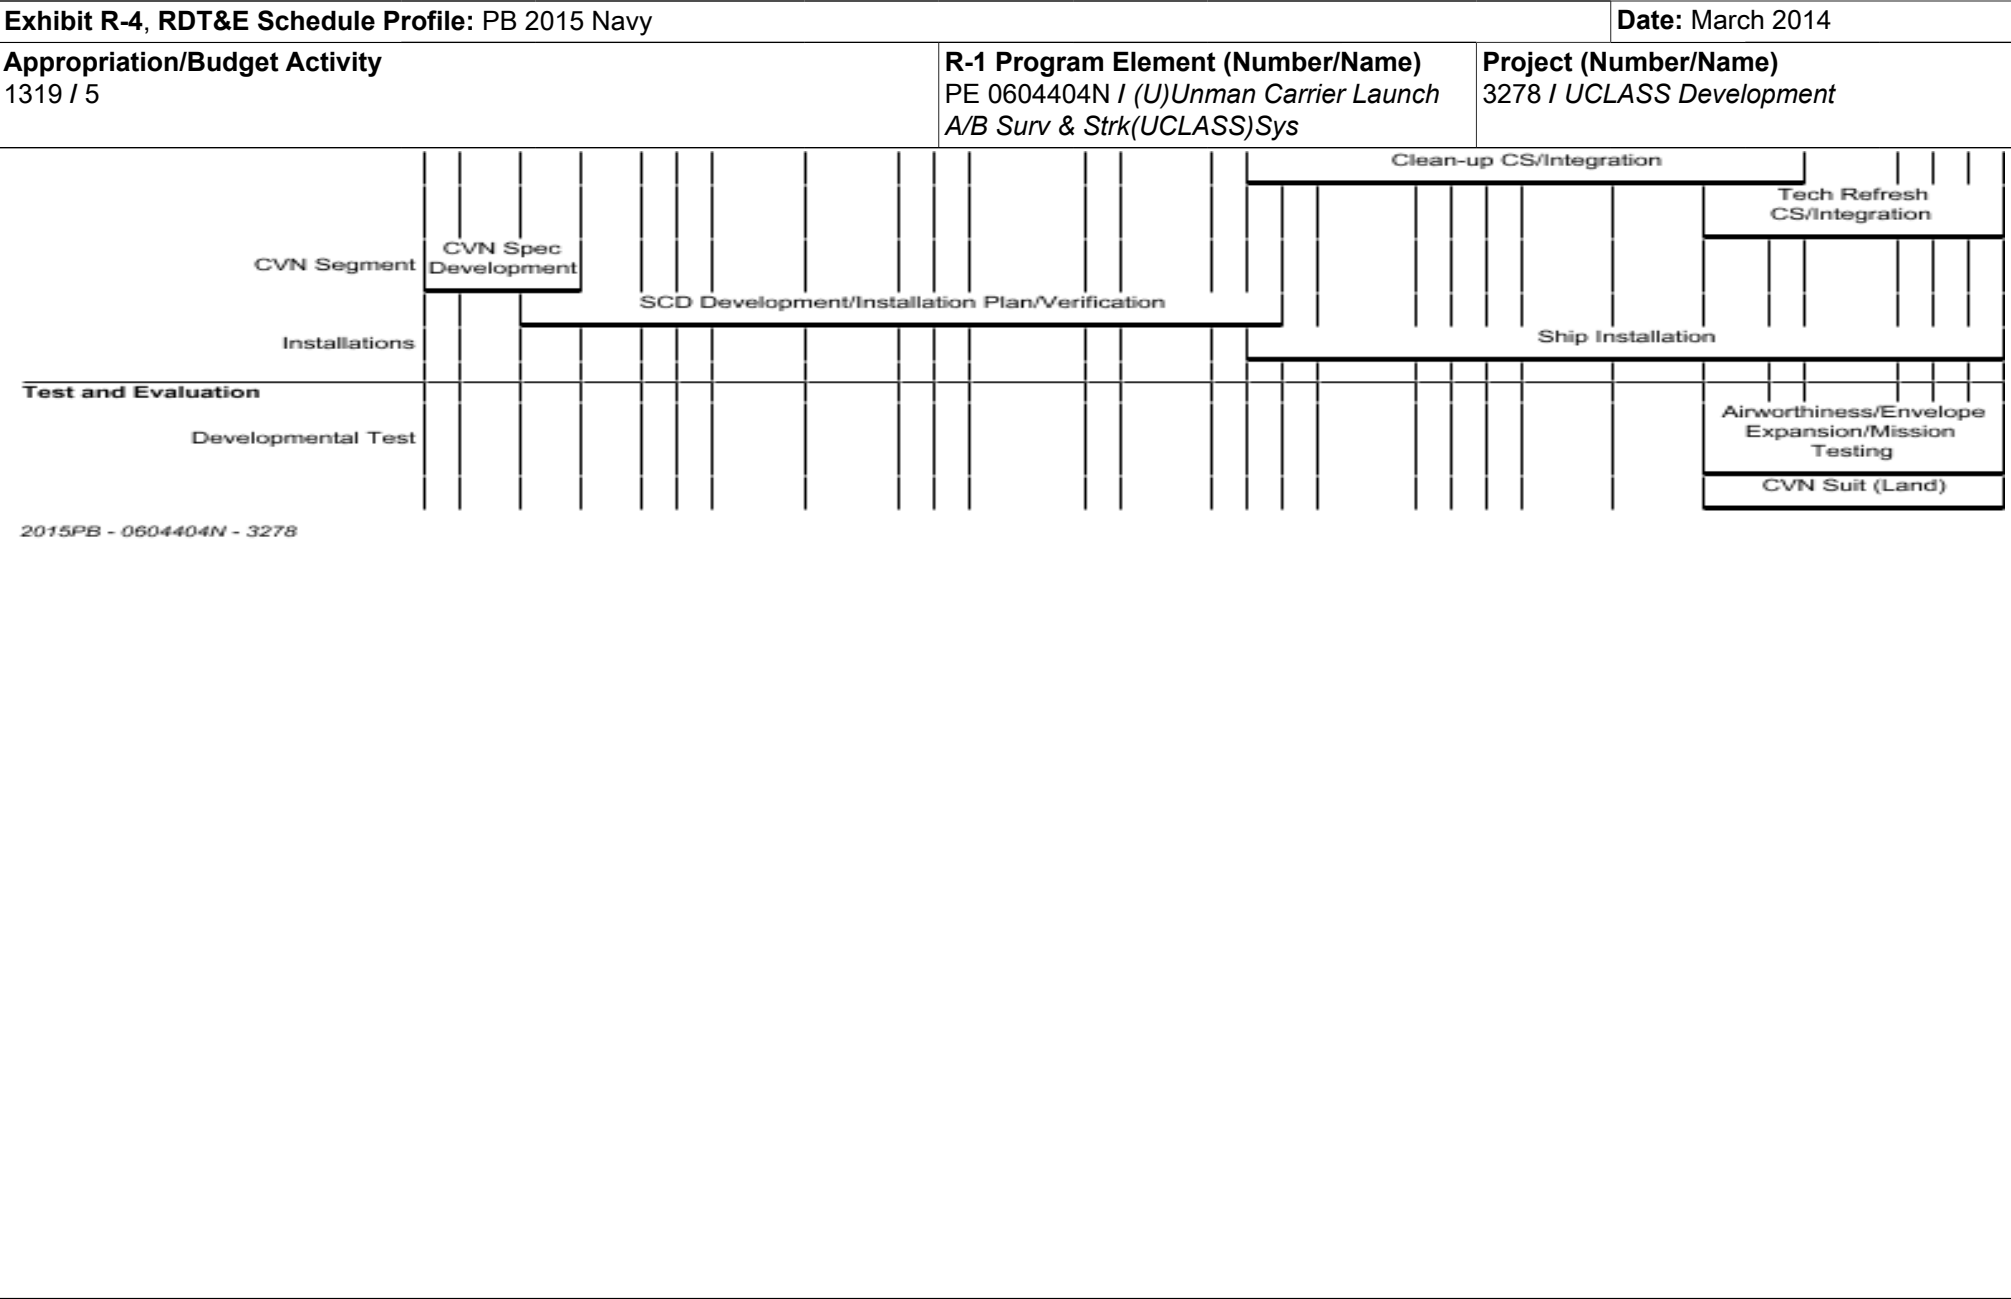 Exhibit R-4, RDT&E Schedule Profile: PB 2015 Navy
Date: March 2014
Appropriation/Budget Activity
1319 / 5
R-1 Program Element (Number/Name)
PE 0604404N / (U)Unman Carrier Launch
A/B Surv & Strk(UCLASS)Sys
Project (Number/Name)
3278 / UCLASS Development
Clean-up CS/Integration
Tech Refresh
CS/Integration
CVN Segment
CVN Spec
Development
SCD Development/Installation Plan/Verification
Installations
Ship Installation
Test and Evaluation
Developmental Test
Airworthiness/Envelope
Expansion/Mission
Testing
CVN Suit (Land)
2015PB - 0604404N - 3278